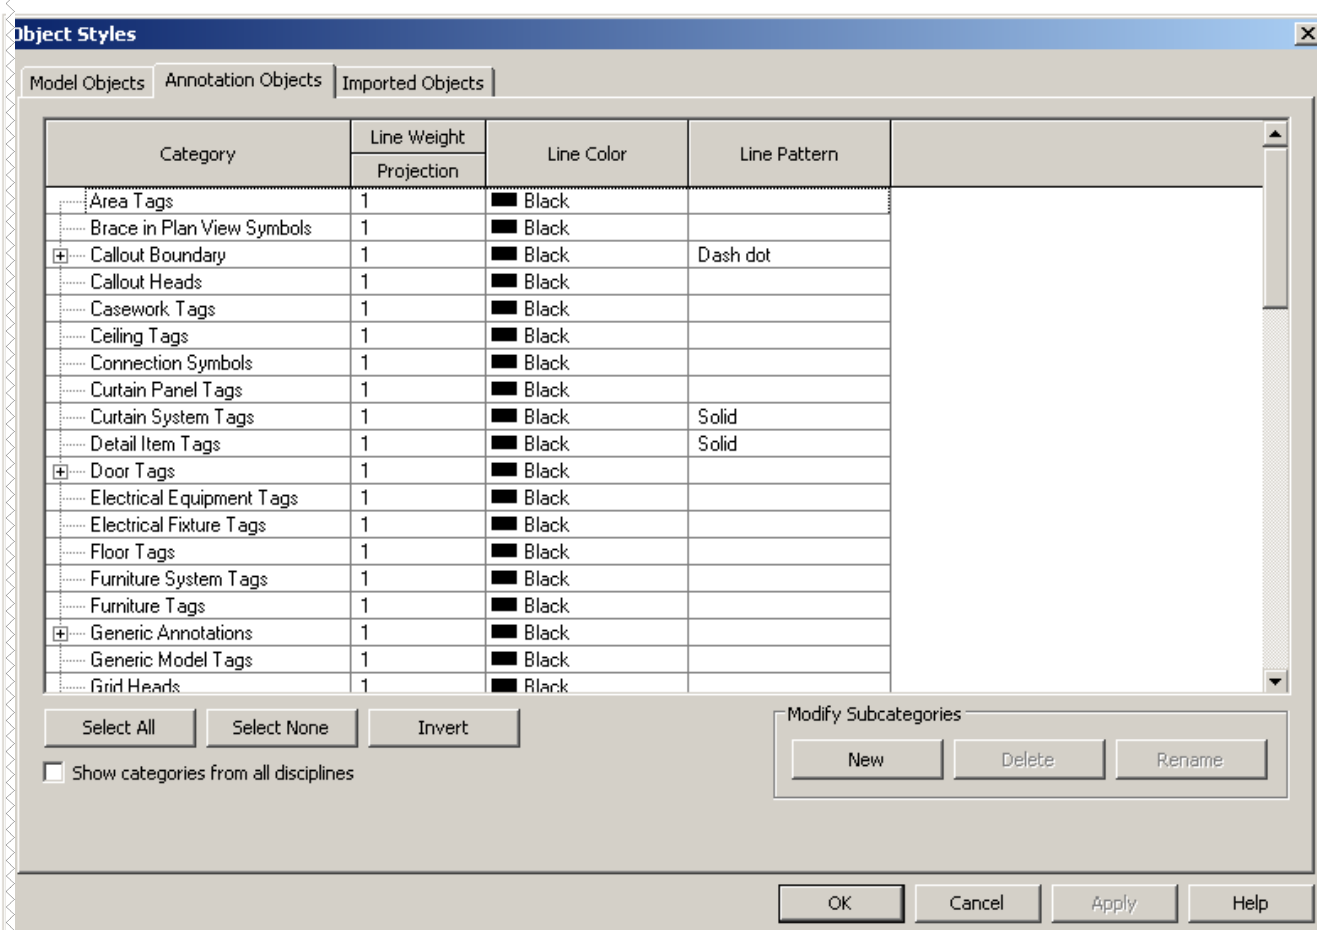 Object Styles
Model Objects Annotation Objects Imported Objects
Category Line Weight Line Color Line Pattern
Projection
Area Tags 1 Black
Brace in Plan View Symbols 1 Black
Callout Boundary 1 Black Dash dot
Callout Heads 1 Black
Casework Tags 1 Black
Ceiling Tags 1 Black
Connection Symbols 1 Black
Curtain Panel Tags 1 Black
Curtain System Tags 1 Black Solid
Detail Item Tags 1 Black Solid
Door Tags 1 Black
Electrical Equipment Tags 1 Black
Electrical Fixture Tags 1 Black
Floor Tags 1 Black
Furniture System Tags 1 Black
Furniture Tags 1 Black
Generic Annotations 1 Black
Generic Model Tags 1 Black
Grid Heads 1 Black
Select All Select None Invert
Modify Subcategories
New Delete Rename
Show categories from all disciplines
OK Cancel Apply Help